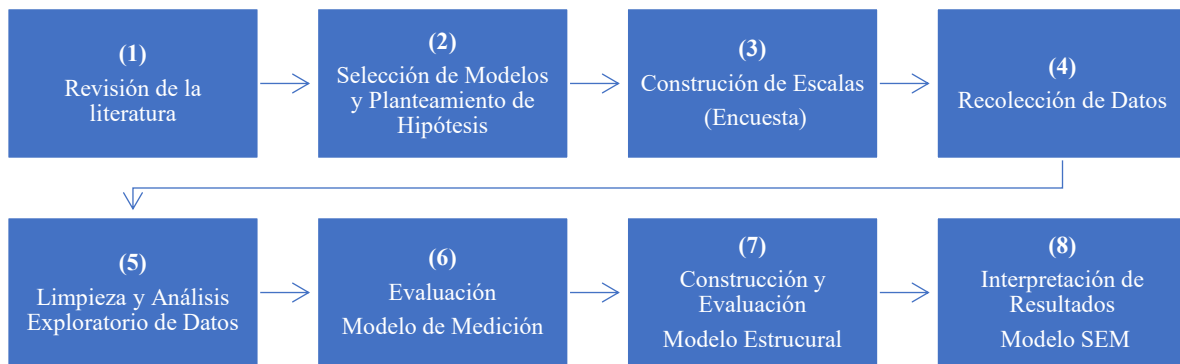 (1)
Revisión de la
literatura
(2)
Selección de Modelos
y Planteamiento de
Hipótesis
(3)
Construción de Escalas
(Encuesta)
(4)
Recolección de Datos
(5)
Limpieza y Análisis
Exploratorio de Datos
(6)
Evaluación
Modelo de Medición
(7)
Construcción y
Evaluación
Modelo Estrucural
(8)
Interpretación de
Resultados
Modelo SEM